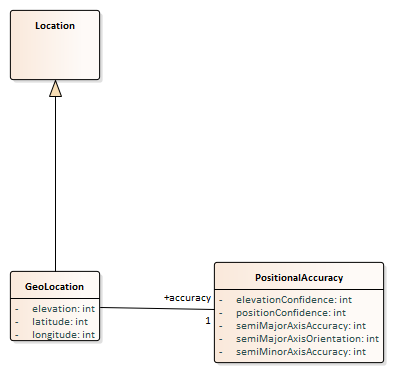 Location
GeoLocation
- elevation: int
- latitude: int
- longitude: int
+accuracy
1
PositionalAccuracy
- elevationConfidence: int
- positionConfidence: int
- semiMajorAxisAccuracy: int
- semiMajorAxisOrientation: int
- semiMinorAxisAccuracy: int